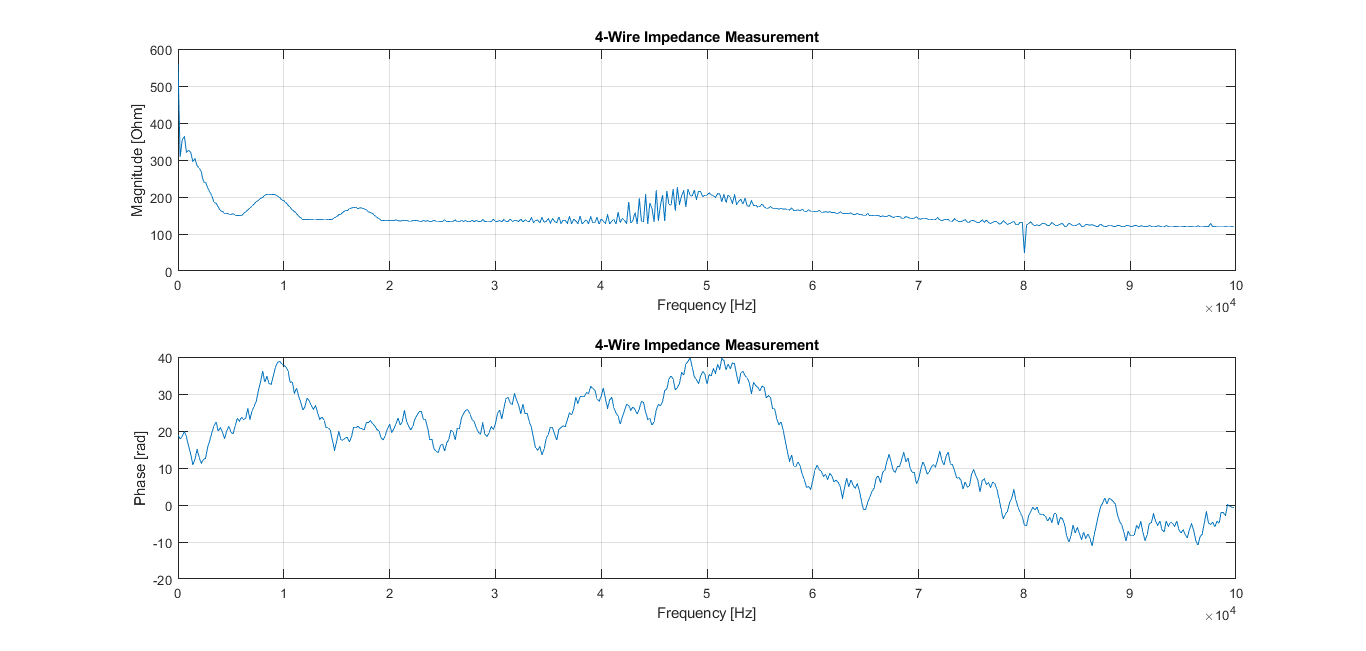 4-Wire Impedance Measurement
600
500
400
300
200
100
0
Magnitude [Ohm]
0 1 2 3 4 5 6 7 8 9 10
Frequency [Hz]
×10^4
4-Wire Impedance Measurement
40
30
20
10
0
-10
-20
Phase [rad]
0 1 2 3 4 5 6 7 8 9 10
Frequency [Hz]
×10^4